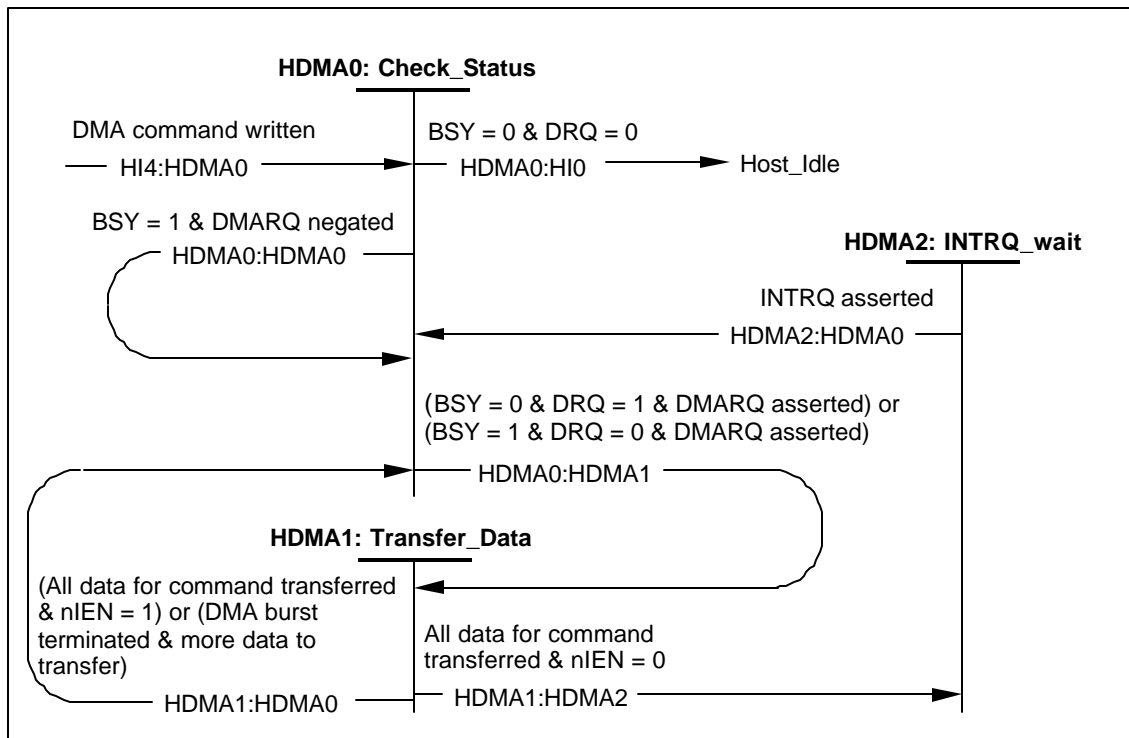 HDMA0: Check_Status
DMA command written
HI4:HDMA0
BSY = 0 & DRQ = 0
HDMA0:HI0
Host_Idle
BSY = 1 & DMARQ negated
HDMA0:HDMA0
HDMA2: INTRQ_wait
INTRQ asserted
HDMA2:HDMA0
(BSY = 0 & DRQ = 1 & DMARQ asserted) or
(BSY = 1 & DRQ = 0 & DMARQ asserted)
HDMA0:HDMA1
HDMA1: Transfer_Data
(All data for command transferred
& nIEN = 1) or (DMA burst
terminated & more data to
transfer)
HDMA1:HDMA0
All data for command
transferred & nIEN = 0
HDMA1:HDMA2